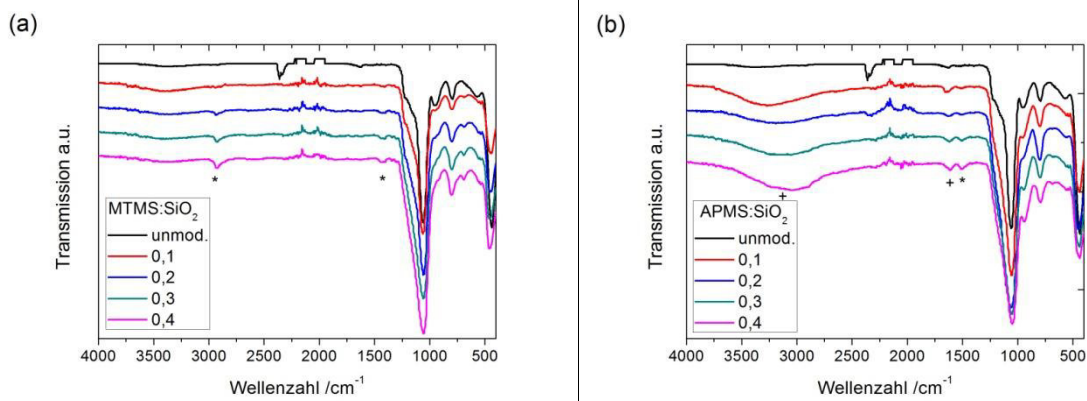 (a)
Transmission a.u.
* *
MTMS:SiO₂
unmod.
0,1
0,2
0,3
0,4
4000 3500 3000 2500 2000 1500 1000 500
Wellenzahl /cm⁻¹
(b)
Transmission a.u.
+ + *
APMS:SiO₂
unmod.
0,1
0,2
0,3
0,4
4000 3500 3000 2500 2000 1500 1000 500
Wellenzahl /cm⁻¹